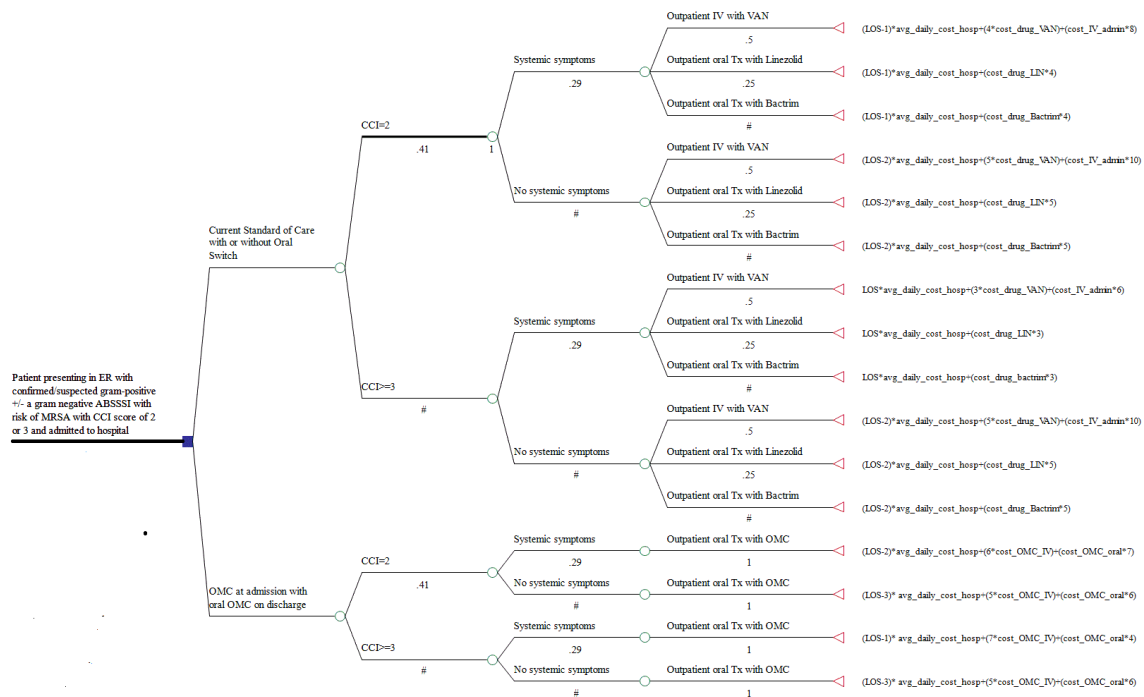 Outpatient IV with VAN
.5
(LOS-1)*avg_daily_cost_hosp+(4*cost_drug_VAN)+(cost_IV_admin*8)
Systemic symptoms
.29
Outpatient oral Tx with Linezolid
.25
(LOS-1)*avg_daily_cost_hosp+(cost_drug_LIN*4)
Outpatient oral Tx with Bactrim
#
(LOS-1)*avg_daily_cost_hosp+(cost_drug_Bactrim*4)
CCI=2
.41
1
Outpatient IV with VAN
.5
(LOS-2)*avg_daily_cost_hosp+(5*cost_drug_VAN)+(cost_IV_admin*10)
No systemic symptoms
#
Outpatient oral Tx with Linezolid
.25
(LOS-2)*avg_daily_cost_hosp+(cost_drug_LIN*5)
Outpatient oral Tx with Bactrim
#
(LOS-2)*avg_daily_cost_hosp+(cost_drug_Bactrim*5)
Current Standard of Care
with or without Oral
Switch
Outpatient IV with VAN
.5
LOS*avg_daily_cost_hosp+(3*cost_drug_VAN)+(cost_IV_admin*6)
Systemic symptoms
.29
Outpatient oral Tx with Linezolid
.25
LOS*avg_daily_cost_hosp+(cost_drug_LIN*3)
Outpatient oral Tx with Bactrim
#
LOS*avg_daily_cost_hosp+(cost_drug_bactrim*3)
CCI>=3
#
Outpatient IV with VAN
.5
(LOS-2)*avg_daily_cost_hosp+(5*cost_drug_VAN)+(cost_IV_admin*10)
No systemic symptoms
#
Outpatient oral Tx with Linezolid
.25
(LOS-2)*avg_daily_cost_hosp+(cost_drug_LIN*5)
Outpatient oral Tx with Bactrim
#
(LOS-2)*avg_daily_cost_hosp+(cost_drug_Bactrim*5)
Patient presenting in ER with
confirmed/suspected gram-positive
+/- a gram negative ABSSSI with
risk of MRSA with CCI score of 2
or 3 and admitted to hospital
Systemic symptoms
.29
Outpatient oral Tx with OMC
1
(LOS-2)*avg_daily_cost_hosp+(6*cost_OMC_IV)+(cost_OMC_oral*7)
CCI=2
.41
No systemic symptoms
#
Outpatient oral Tx with OMC
1
(LOS-3)* avg_daily_cost_hosp+(5*cost_OMC_IV)+(cost_OMC_oral*6)
OMC at admission with
oral OMC on discharge
Systemic symptoms
.29
Outpatient oral Tx with OMC
1
(LOS-1)* avg_daily_cost_hosp+(7*cost_OMC_IV)+(cost_OMC_oral*4)
CCI>=3
#
No systemic symptoms
#
Outpatient oral Tx with OMC
1
(LOS-3)* avg_daily_cost_hosp+(5*cost_OMC_IV)+(cost_OMC_oral*6)